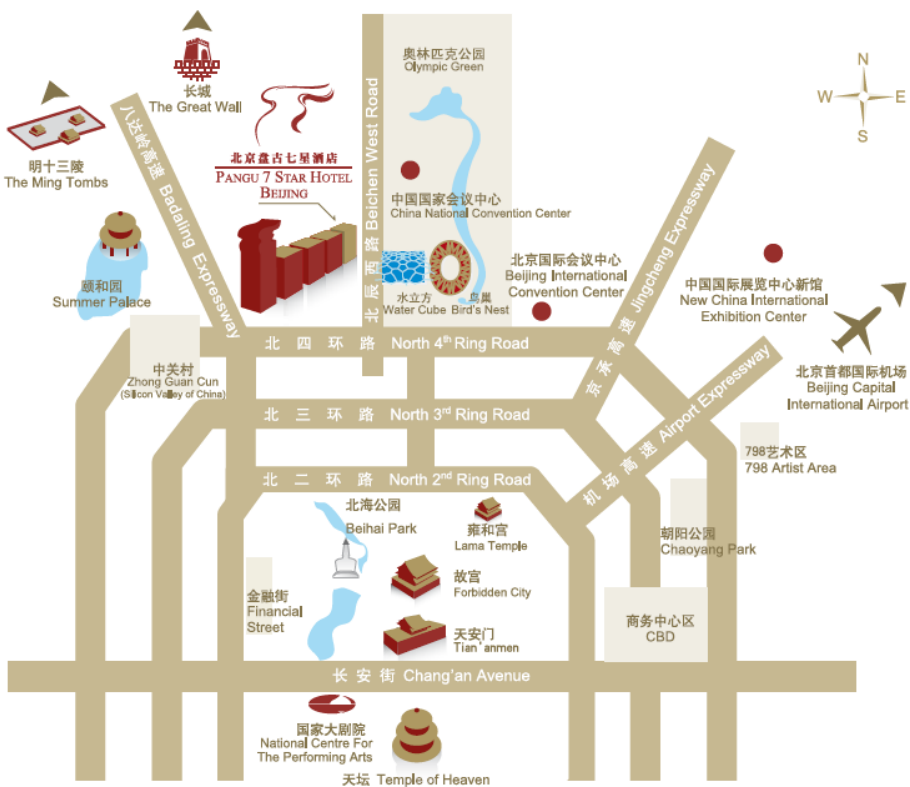 奥林匹克公园
Olympic Green
N
W
E
S
长城
The Great Wall
明十三陵
The Ming Tombs
八达岭高速 Badaling Expressway
北京盘古七星酒店
PANGU 7 STAR HOTEL
BEIJING
北辰西路 Beichen West Road
中国国家会议中心
China National Convention Center
京承高速 Jingcheng Expressway
颐和园
Summer Palace
水立方
Water Cube
鸟巢
Bird's Nest
北京国际会议中心
Beijing International
Convention Center
中国国际展览中心新馆
New China International
Exhibition Center
北京首都国际机场
Beijing Capital
International Airport
北四环路 North 4th Ring Road
中关村
Zhong Guan Cun
(Silicon Valley of China)
北三环路 North 3rd Ring Road
机场高速 Airport Expressway
798艺术区
798 Artist Area
北二环路 North 2nd Ring Road
北海公园
Beihai Park
雍和宫
Lama Temple
朝阳公园
Chaoyang Park
故宫
Forbidden City
金融街
Financial
Street
天安门
Tian'anmen
商务中心区
CBD
长安街 Chang'an Avenue
国家大剧院
National Centre For
The Performing Arts
天坛 Temple of Heaven